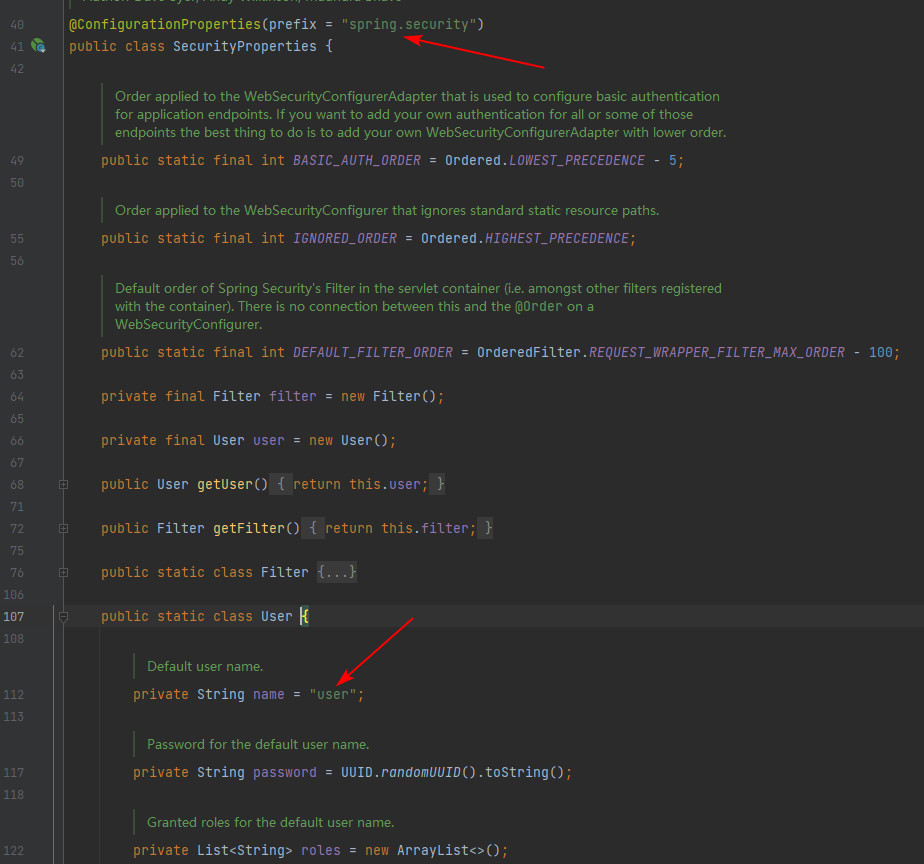 40 @ConfigurationProperties(prefix = "spring.security")
41 public class SecurityProperties {
42
Order applied to the WebSecurityConfigurerAdapter that is used to configure basic authentication
for application endpoints. If you want to add your own authentication for all or some of those
endpoints the best thing to do is to add your own WebSecurityConfigurerAdapter with lower order.
49 public static final int BASIC_AUTH_ORDER = Ordered.LOWEST_PRECEDENCE - 5;
50
Order applied to the WebSecurityConfigurer that ignores standard static resource paths.
55 public static final int IGNORED_ORDER = Ordered.HIGHEST_PRECEDENCE;
56
Default order of Spring Security's Filter in the servlet container (i.e. amongst other filters registered
with the container). There is no connection between this and the @Order on a
WebSecurityConfigurer.
62 public static final int DEFAULT_FILTER_ORDER = OrderedFilter.REQUEST_WRAPPER_FILTER_MAX_ORDER - 100;
63
64 private final Filter filter = new Filter();
65
66 private final User user = new User();
67
68 public User getUser() { return this.user; }
71
72 public Filter getFilter() { return this.filter; }
75
76 public static class Filter {...}
106
107 public static class User {
108
Default user name.
112 private String name = "user";
113
Password for the default user name.
117 private String password = UUID.randomUUID().toString();
118
Granted roles for the default user name.
122 private List<String> roles = new ArrayList<>();